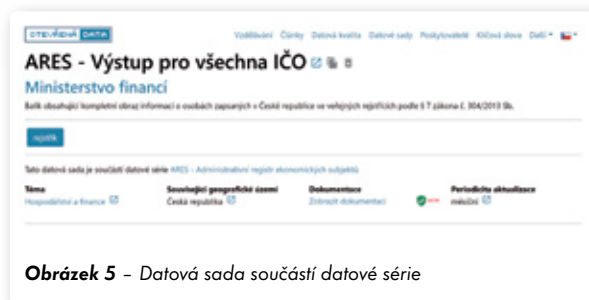 OTEVŘENÁ DATA
Vzdělávání Články Datová kvalita Datové sady Poskytovatelé Klíčová slova Další
ARES - Výstup pro všechna IČO
Ministerstvo financí
Balík obsahující kompletní obraz informací o osobách zapsaných v České republice ve veřejných rejstřících podle § 7 zákona č. 304/2013 Sb.
rejstřík
Tato datová sada je součástí datové série ARES - Administrativní registr ekonomických subjektů
Téma Související geografické území Dokumentace Periodicita aktualizace
Hospodářství a finance Česká republika Zobrazit dokumentaci měsíční
Obrázek 5 – Datová sada součástí datové série